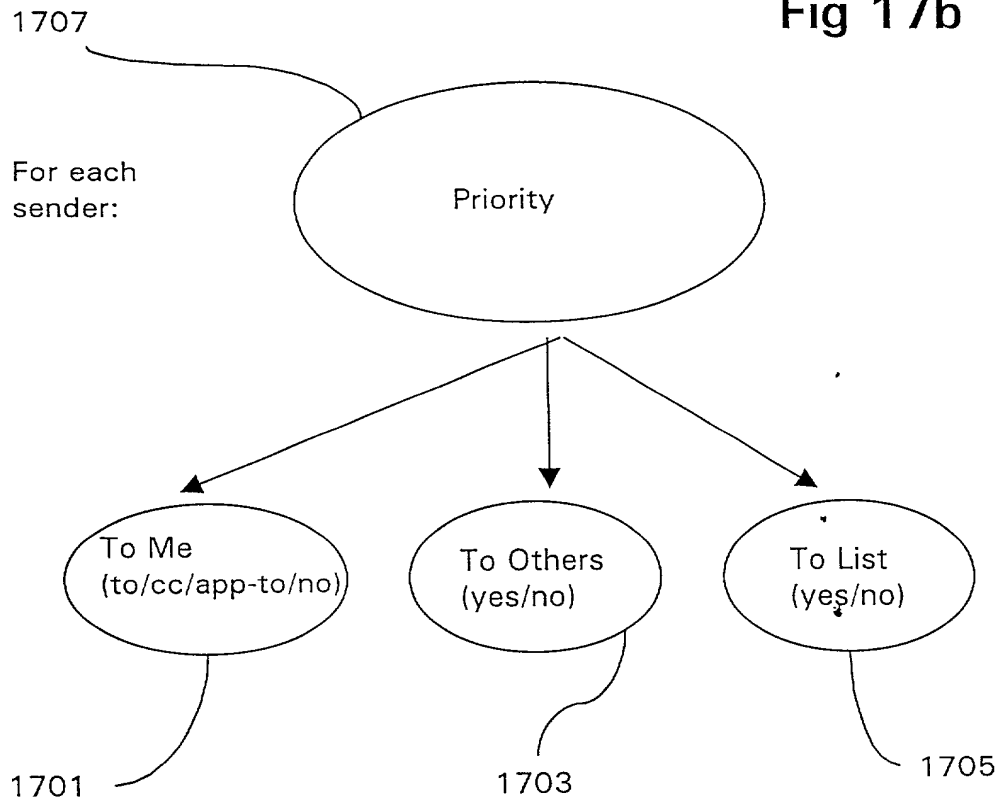 Fig 17b
1707
For each
sender:
Priority
To Me
(to/cc/app-to/no)
To Others
(yes/no)
To List
(yes/no)
1701
1703
1705